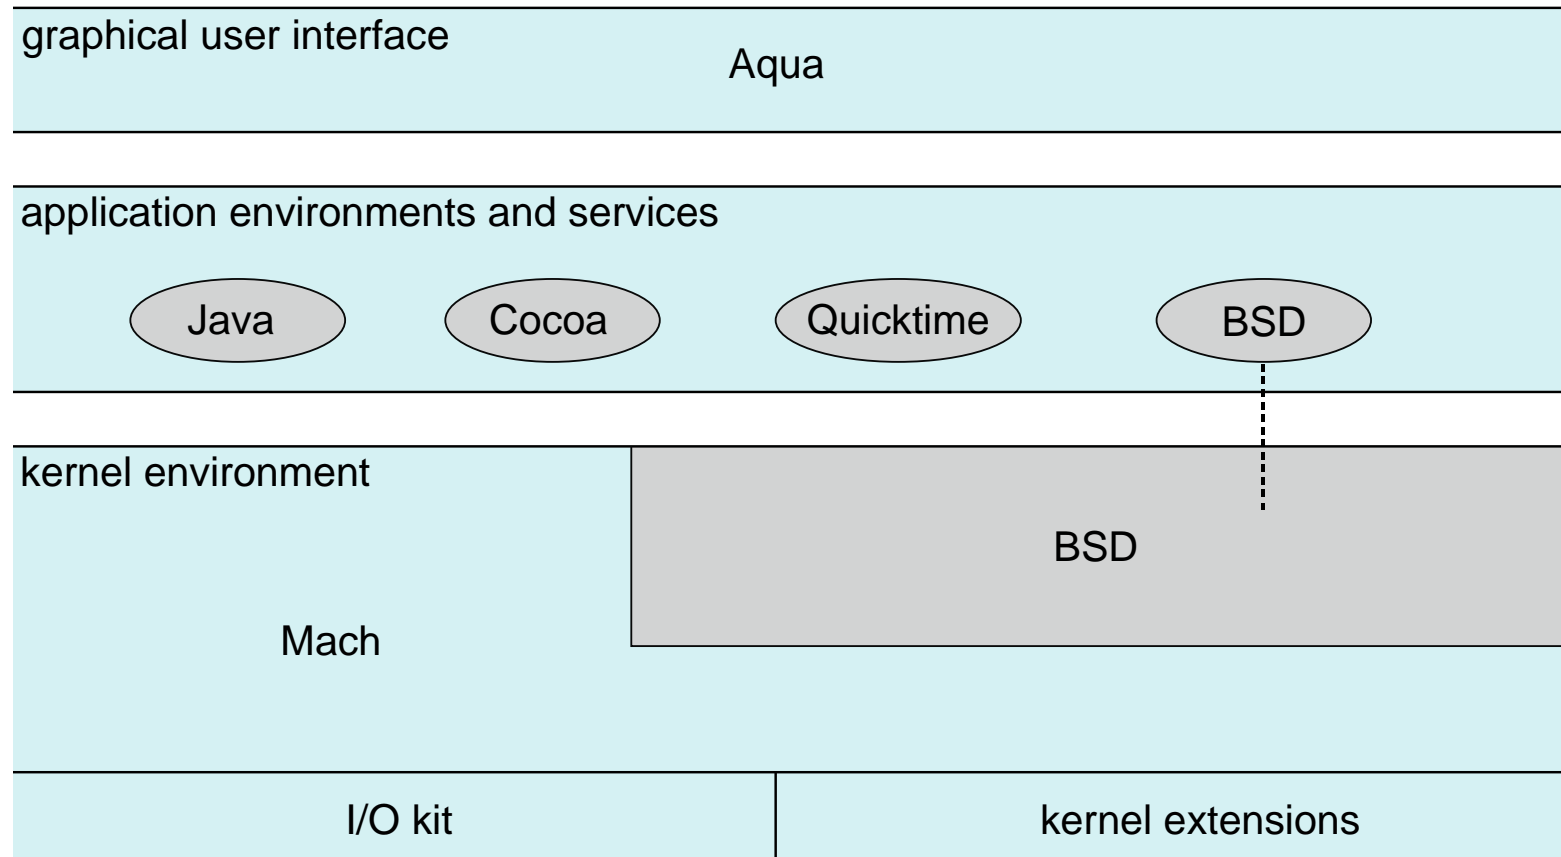 graphical user interface
Aqua
application environments and services
Java
Cocoa
Quicktime
BSD
kernel environment
BSD
Mach
I/O kit
kernel extensions